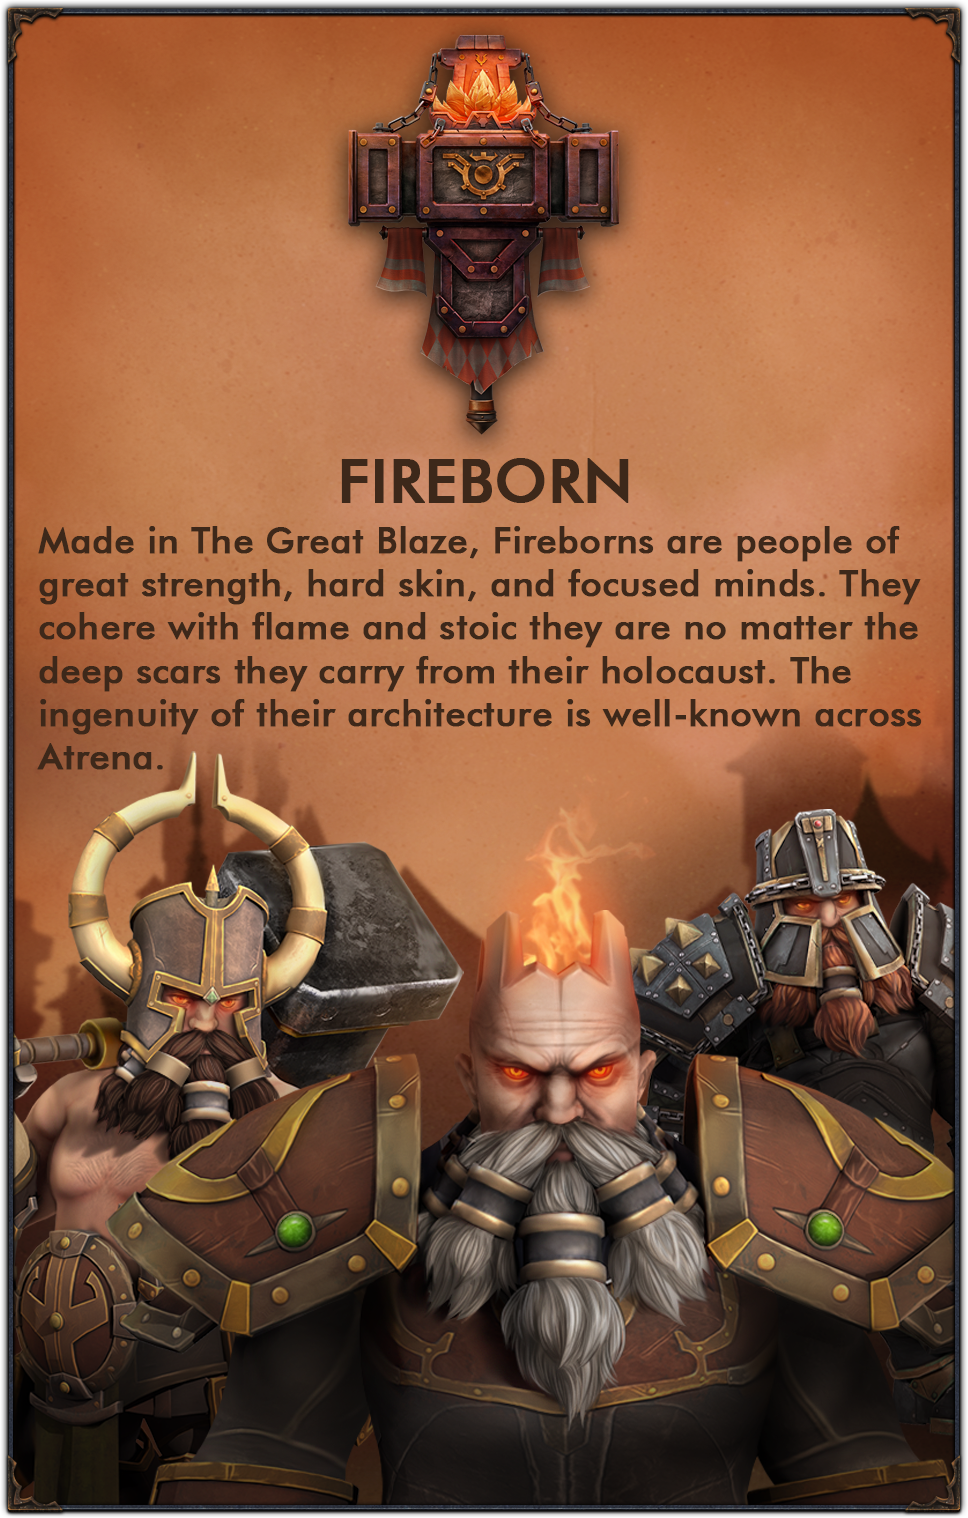 FIREBORN
Made in The Great Blaze, Fireborns are people of
great strength, hard skin, and focused minds. They
cohere with flame and stoic they are no matter the
deep scars they carry from their holocaust. The
ingenuity of their architecture is well-known across
Atrena.